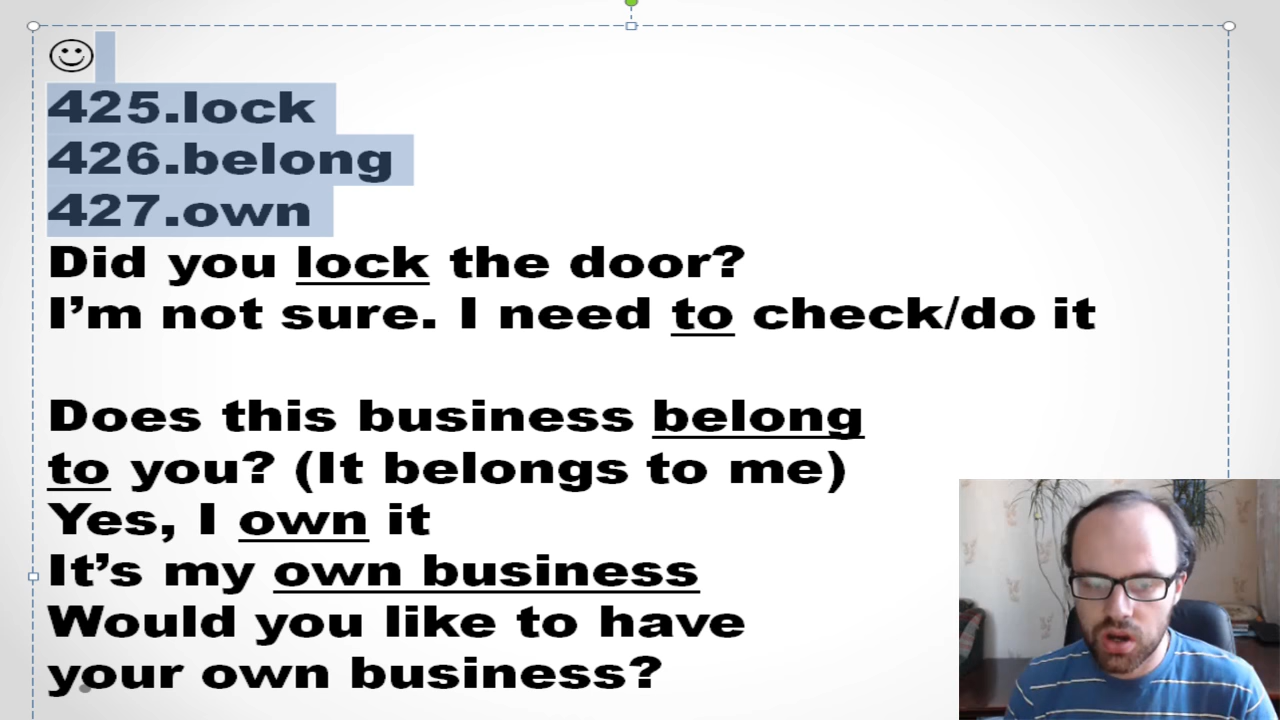 ☺
425.lock
426.belong
427.own
Did you lock the door?
I’m not sure. I need to check/do it
Does this business belong
to you? (It belongs to me)
Yes, I own it
It’s my own business
Would you like to have
your own business?